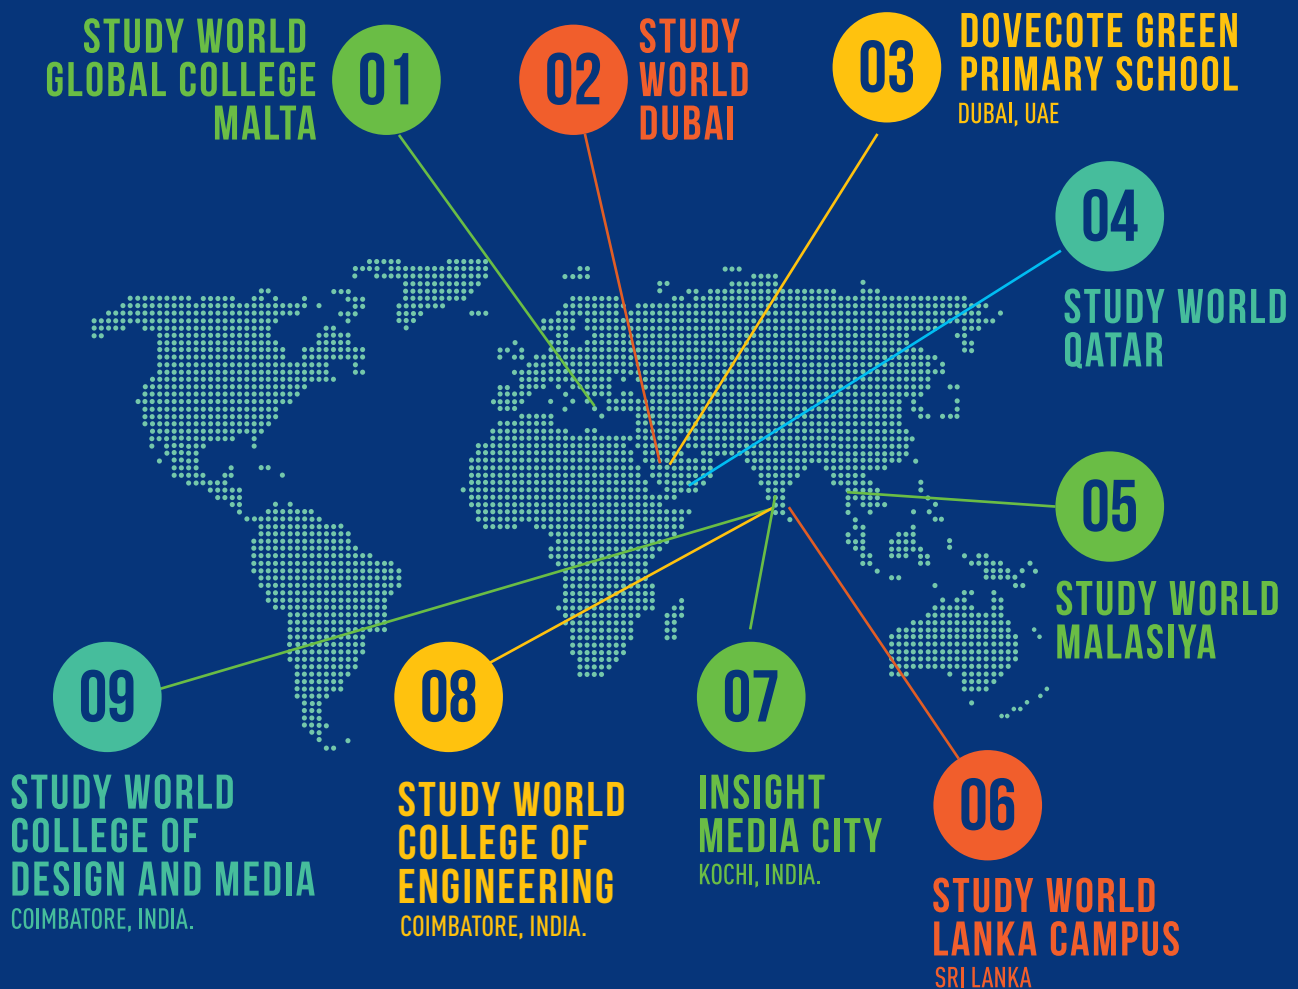 STUDY WORLD
GLOBAL COLLEGE
MALTA
01
02
STUDY
WORLD
DUBAI
03
DOVECOTE GREEN
PRIMARY SCHOOL
DUBAI, UAE
04
STUDY WORLD
QATAR
05
STUDY WORLD
MALASIYA
06
STUDY WORLD
LANKA CAMPUS
SRI LANKA
07
INSIGHT
MEDIA CITY
KOCHI, INDIA.
08
STUDY WORLD
COLLEGE OF
ENGINEERING
COIMBATORE, INDIA.
09
STUDY WORLD
COLLEGE OF
DESIGN AND MEDIA
COIMBATORE, INDIA.